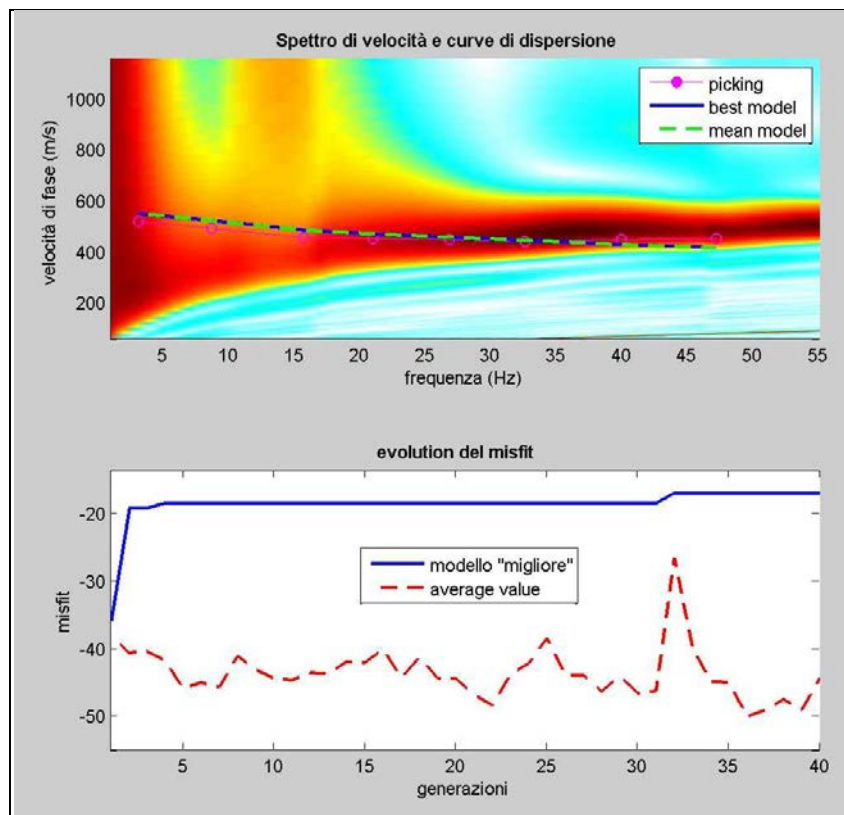 Spettro di velocità e curve di dispersione
picking
best model
mean model
velocità di fase (m/s)
1000
800
600
400
200
5 10 15 20 25 30 35 40 45 50 55
frequenza (Hz)
evolution del misfit
modello "migliore"
average value
misfit
-20
-30
-40
-50
5 10 15 20 25 30 35 40
generazioni